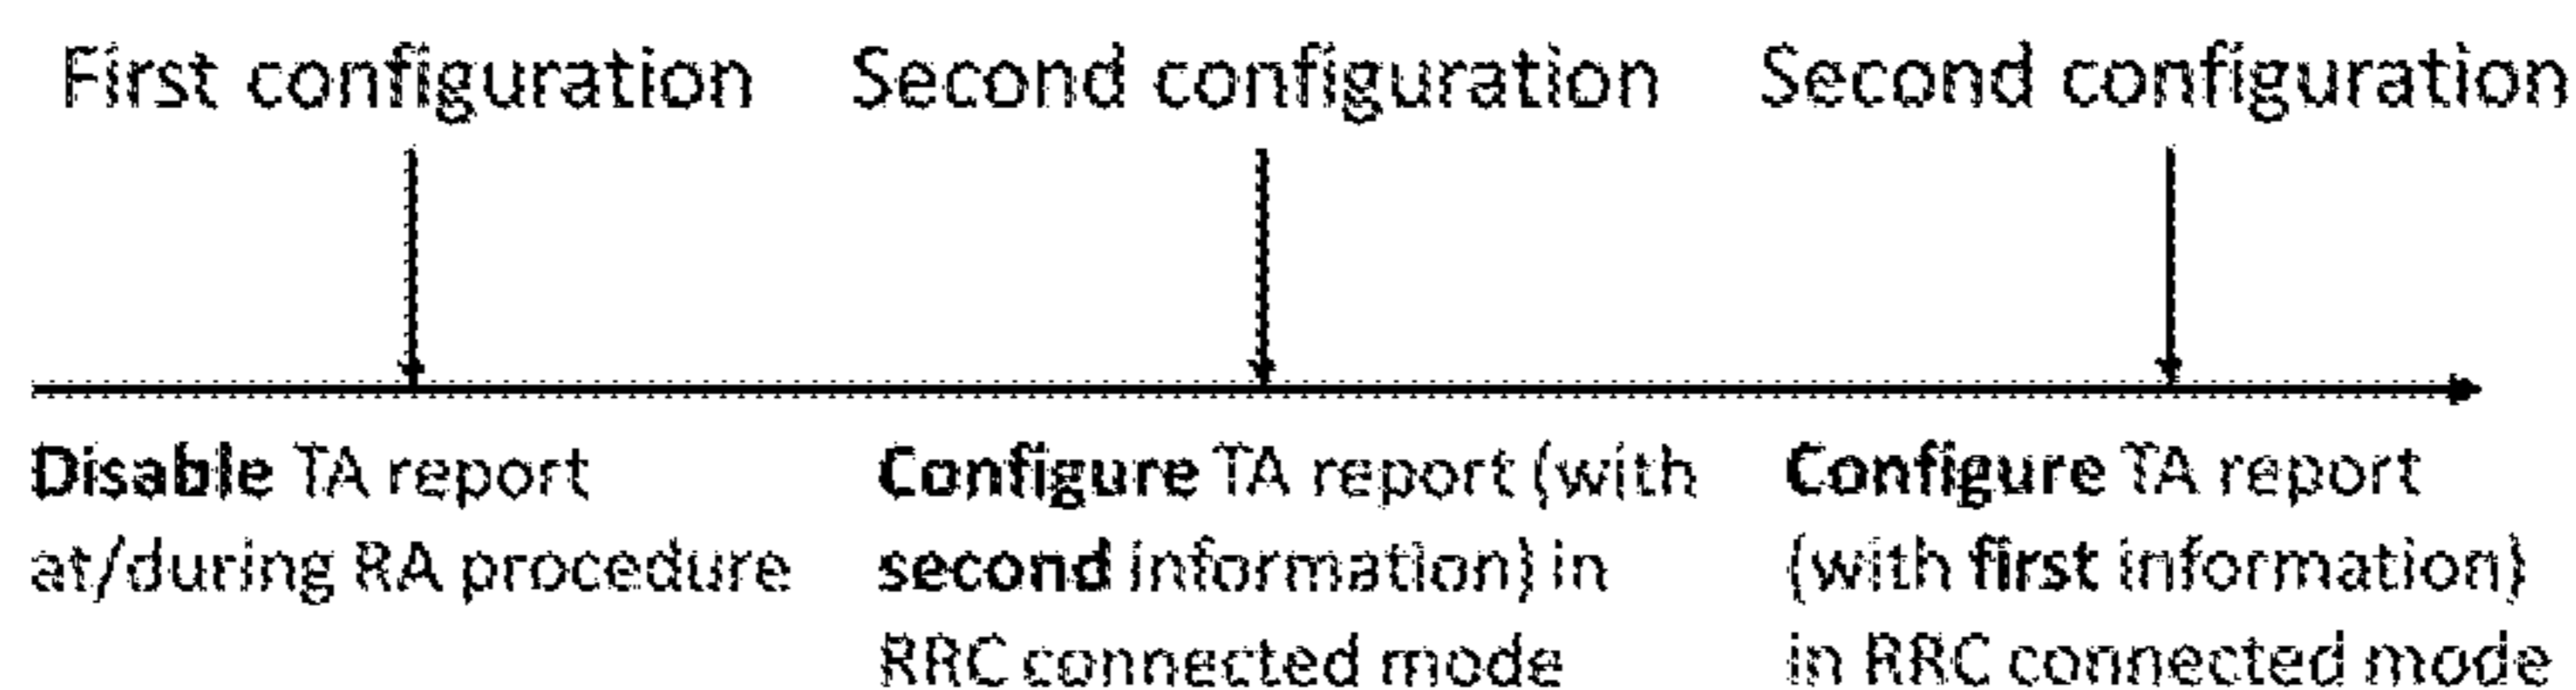 First configuration
Second configuration
Second configuration
Disable TA report
at/during RA procedure
Configure TA report (with
second information) in
RRC connected mode
Configure TA report
(with first information)
in RRC connected mode